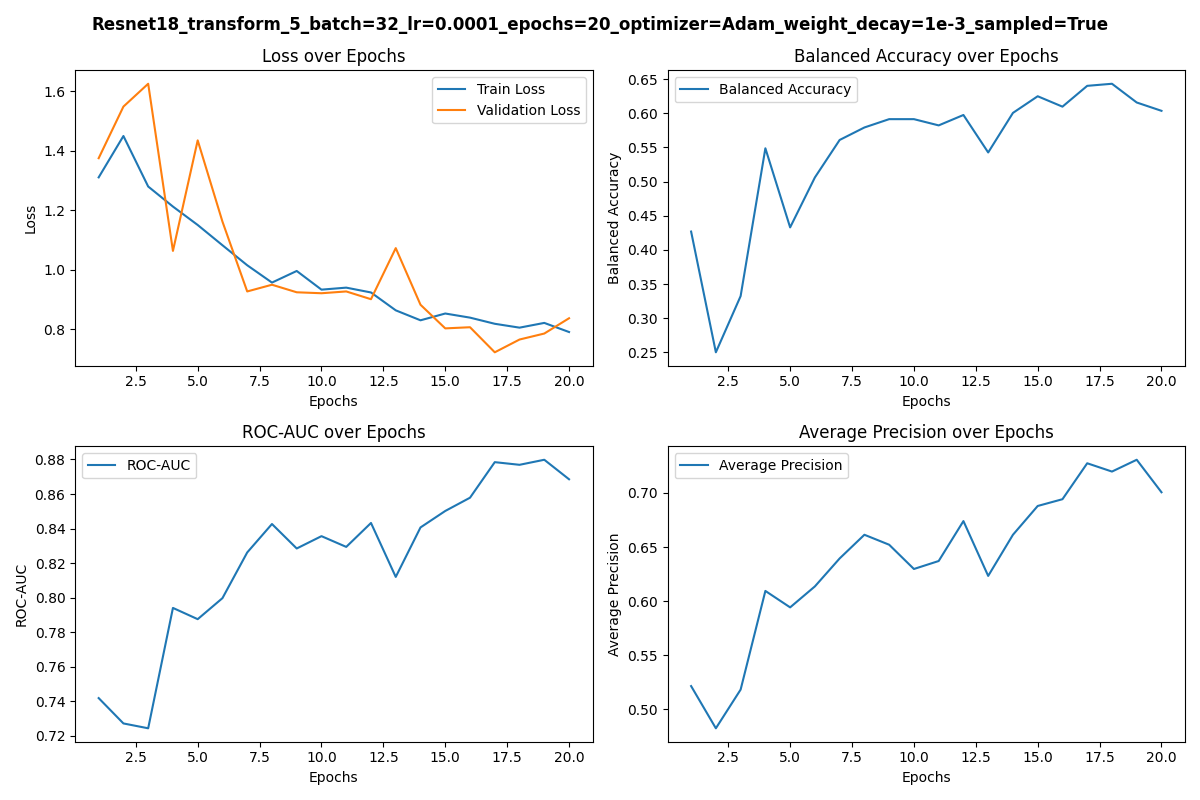 Resnet18_transform_5_batch=32_lr=0.0001_epochs=20_optimizer=Adam_weight_decay=1e-3_sampled=True
Loss over Epochs
Train Loss
Validation Loss
1.6
1.4
1.2
1.0
0.8
Loss
2.5 5.0 7.5 10.0 12.5 15.0 17.5 20.0
Epochs
Balanced Accuracy over Epochs
Balanced Accuracy
0.65
0.60
0.55
0.50
0.45
0.40
0.35
0.30
0.25
Balanced Accuracy
2.5 5.0 7.5 10.0 12.5 15.0 17.5 20.0
Epochs
ROC-AUC over Epochs
ROC-AUC
0.88
0.86
0.84
0.82
0.80
0.78
0.76
0.74
0.72
ROC-AUC
2.5 5.0 7.5 10.0 12.5 15.0 17.5 20.0
Epochs
Average Precision over Epochs
Average Precision
0.70
0.65
0.60
0.55
0.50
Average Precision
2.5 5.0 7.5 10.0 12.5 15.0 17.5 20.0
Epochs